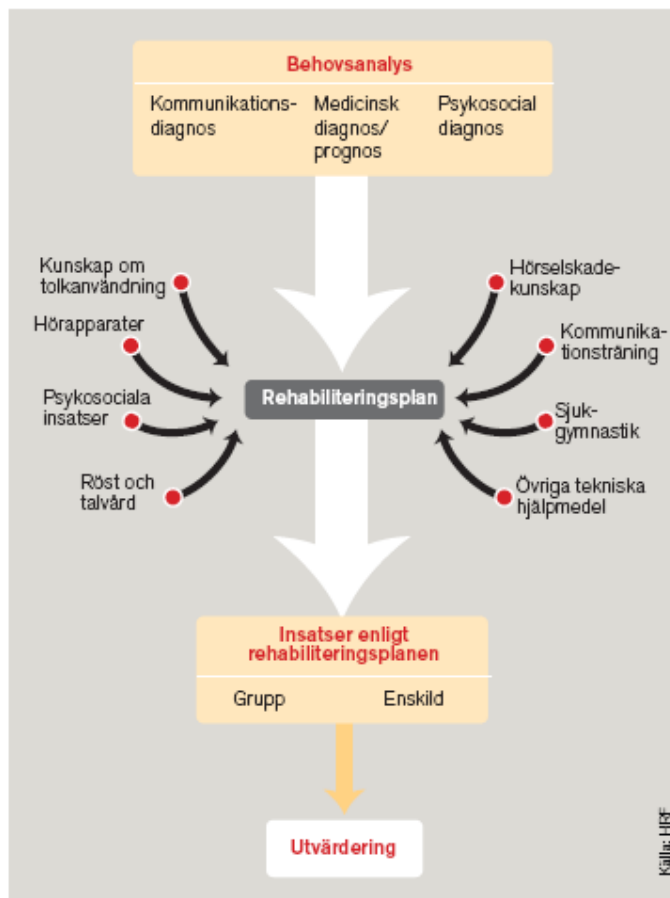 Behovsanalys
Kommunikations-
diagnos
Medicinsk
diagnos/
prognos
Psykosocial
diagnos
Kunskap om
tolkanvändning
Hörapparater
Psykosociala
insatser
Röst och
talvård
Hörselskade-
kunskap
Kommunika-
tionsträning
Sjuk-
gymnastik
Övriga tekniska
hjälpmedel
Rehabiliteringsplan
Insatser enligt
rehabiliteringsplanen
Grupp
Enskild
Utvärdering
Källa: HRF